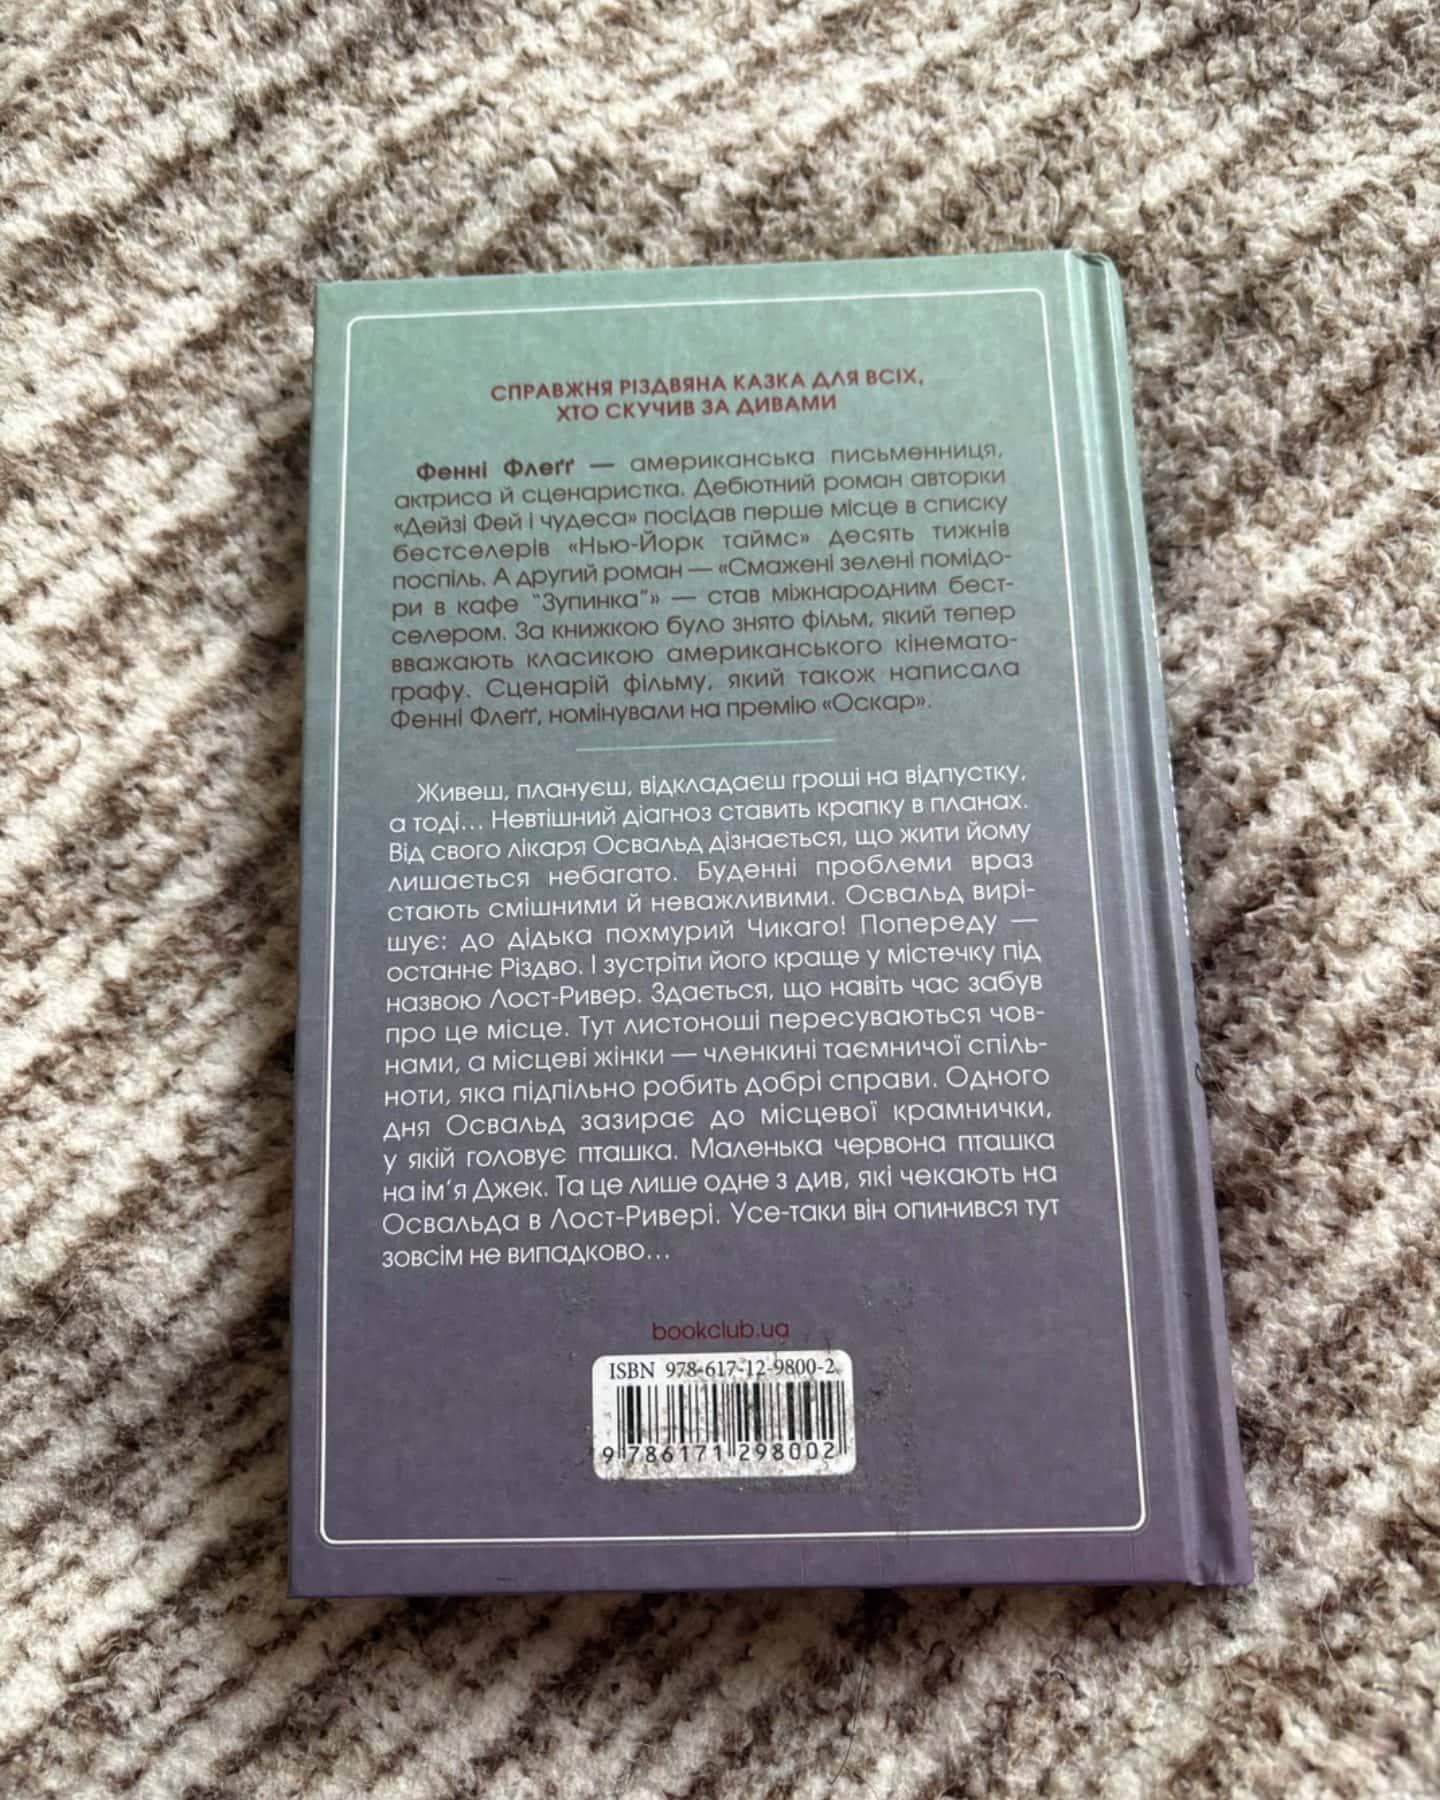 СПРАВЖНЯ РІЗДВЯНА КАЗКА ДЛЯ ВСІХ,
ХТО СКУЧИВ ЗА ДИВАМИ
Фенні Флеґґ — американська письменниця,
актриса й сценаристка. Дебютний роман авторки
«Дейзі Фей і чудеса» посідав перше місце в списку
бестселерів «Нью-Йорк таймс» десять тижнів
поспіль. А другий роман — «Смажені зелені помідо-
ри в кафе “Зупинка”» — став міжнародним бест-
селером. За книжкою було знято фільм, який тепер
вважають класикою американського кінемато-
графу. Сценарій фільму, який також написала
Фенні Флеґґ, номінували на премію «Оскар».
Живеш, плануєш, відкладаєш гроші на відпустку,
а тоді... Невтішний діагноз ставить крапку в планах.
Від свого лікаря Освальд дізнається, що жити йому
лишається небагато. Буденні проблеми враз
стають смішними й неважливими. Освальд вирі-
шує: до дідька похмурий Чикаго! Попереду —
останнє Різдво. І зустріти його краще у містечку під
назвою Лост-Ривер. Здається, що навіть час забув
про це місце. Тут листоноші пересуваються чов-
нами, а місцеві жінки — членкині таємничої спіль-
ноти, яка підпільно робить добрі справи. Одного
дня Освальд зазирає до місцевої крамнички,
у якій головує пташка. Маленька червона пташка
на ім’я Джек. Та це лише одне з див, які чекають на
Освальда в Лост-Ривері. Усе-таки він опинився тут
зовсім не випадково...
bookclub.ua
ISBN 978-617-12-9800-2
9 786171 298002